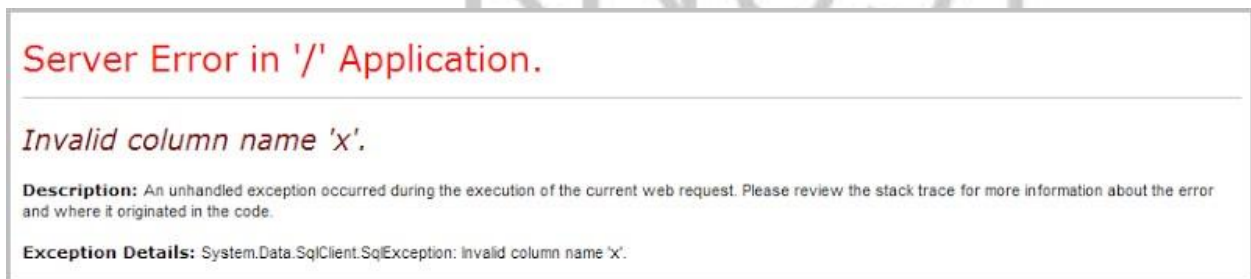 Server Error in '/' Application.
Invalid column name 'x'.
Description: An unhandled exception occurred during the execution of the current web request. Please review the stack trace for more information about the error
and where it originated in the code.
Exception Details: System.Data.SqlClient.SqlException: Invalid column name 'x'.